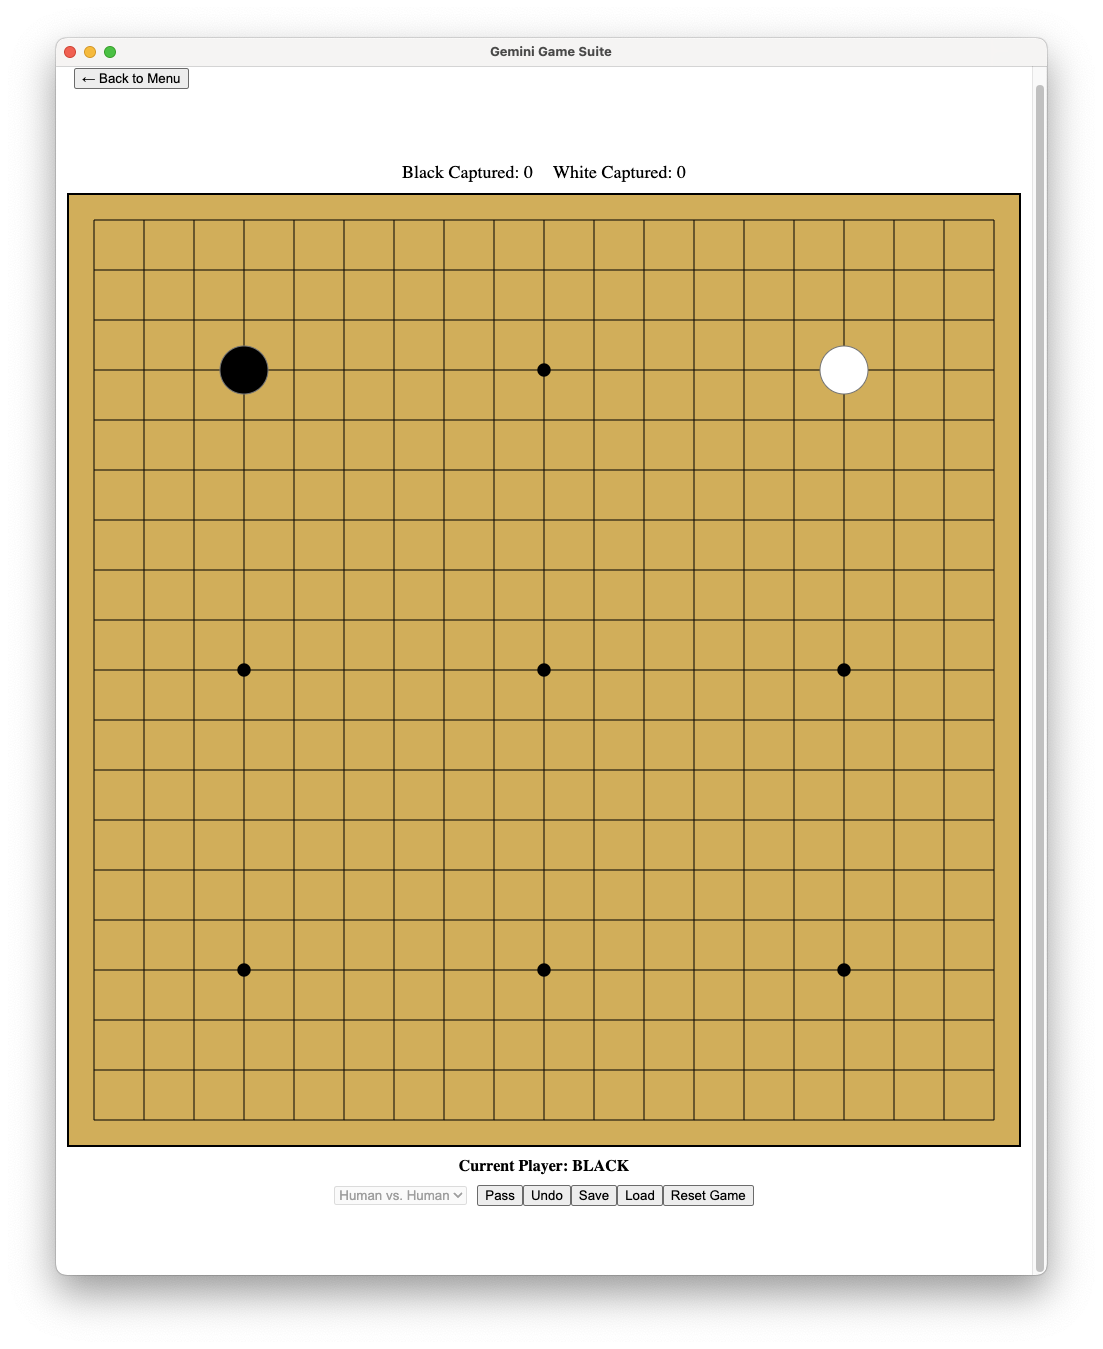 Gemini Game Suite
← Back to Menu
Black Captured: 0 White Captured: 0
Current Player: BLACK
Human vs. Human Pass Undo Save Load Reset Game